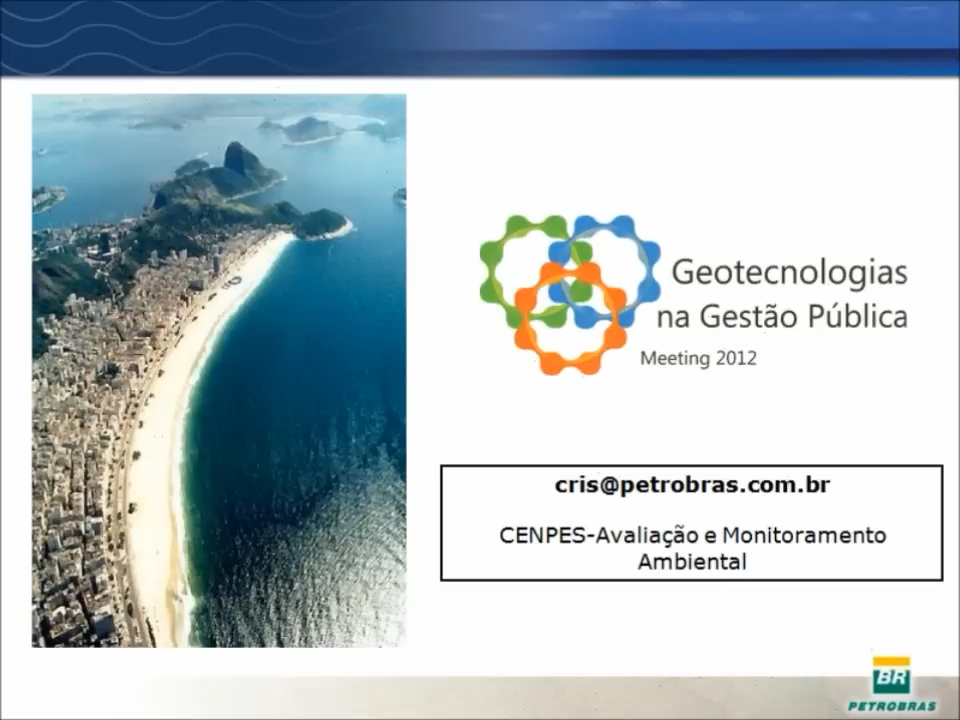 Geotecnologias
na Gestão Pública
Meeting 2012
cris@petrobras.com.br
CENPES-Avaliação e Monitoramento
Ambiental
BR
PETROBRAS